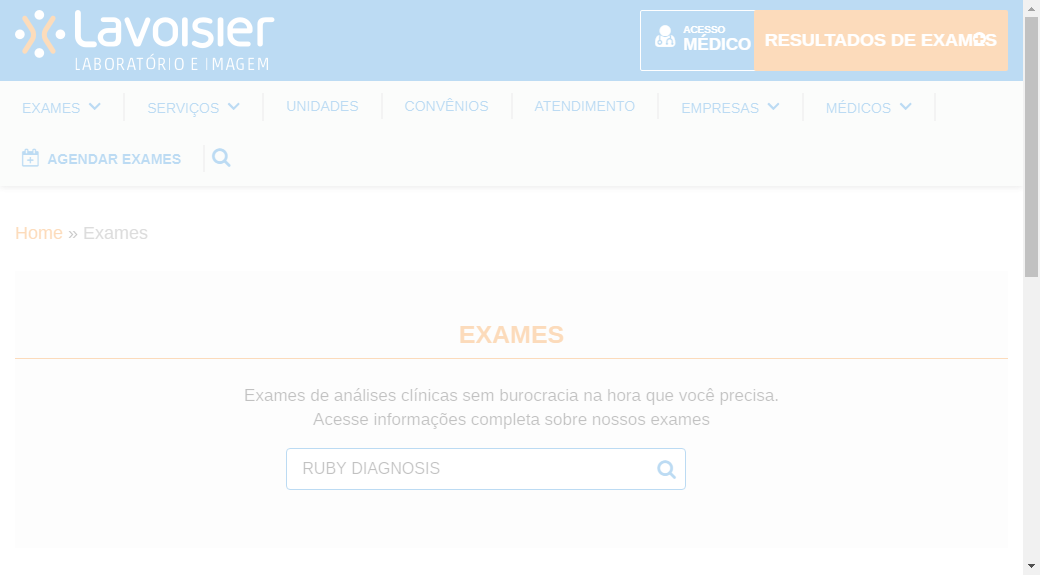 Lavoisier
LABORATÓRIO E IMAGEM
ACESSO
MÉDICO
RESULTADOS DE EXAMES
EXAMES
SERVIÇOS
UNIDADES
CONVÊNIOS
ATENDIMENTO
EMPRESAS
MÉDICOS
AGENDAR EXAMES
Home » Exames
EXAMES
Exames de análises clínicas sem burocracia na hora que você precisa.
Acesse informações completa sobre nossos exames
RUBY DIAGNOSIS